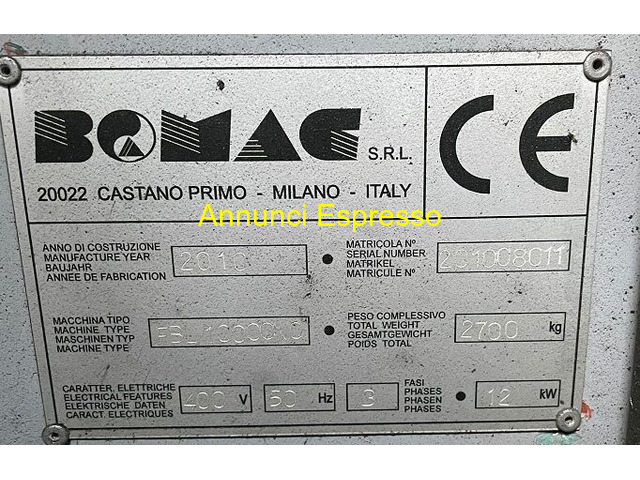 BOMAC S.R.L. CE
20022 CASTANO PRIMO - MILANO - ITALY
Annunci Espresso
ANNO DI COSTRUZIONE
MANUFACTURE YEAR
BAUJAHR
ANNEE DE FABRICATION
2010
MATRICOLA Nº
SERIAL NUMBER
MATRIKEL
MATRICULE Nº
MACCHINA TIPO
MACHINE TYPE
MASCHINEN TYP
MACHINE TYPE
PESO COMPLESSIVO
TOTAL WEIGHT
GESAMTGEWICHT
POIDS TOTAL
2700 kg
CARATTER. ELETTRICHE
ELECTRICAL FEATURES
ELEKTRISCHE DATEN
CARACT. ELECTRIQUES
400 V
50 Hz
3
FASI
PHASES
PHASEN
PHASES
12 kW